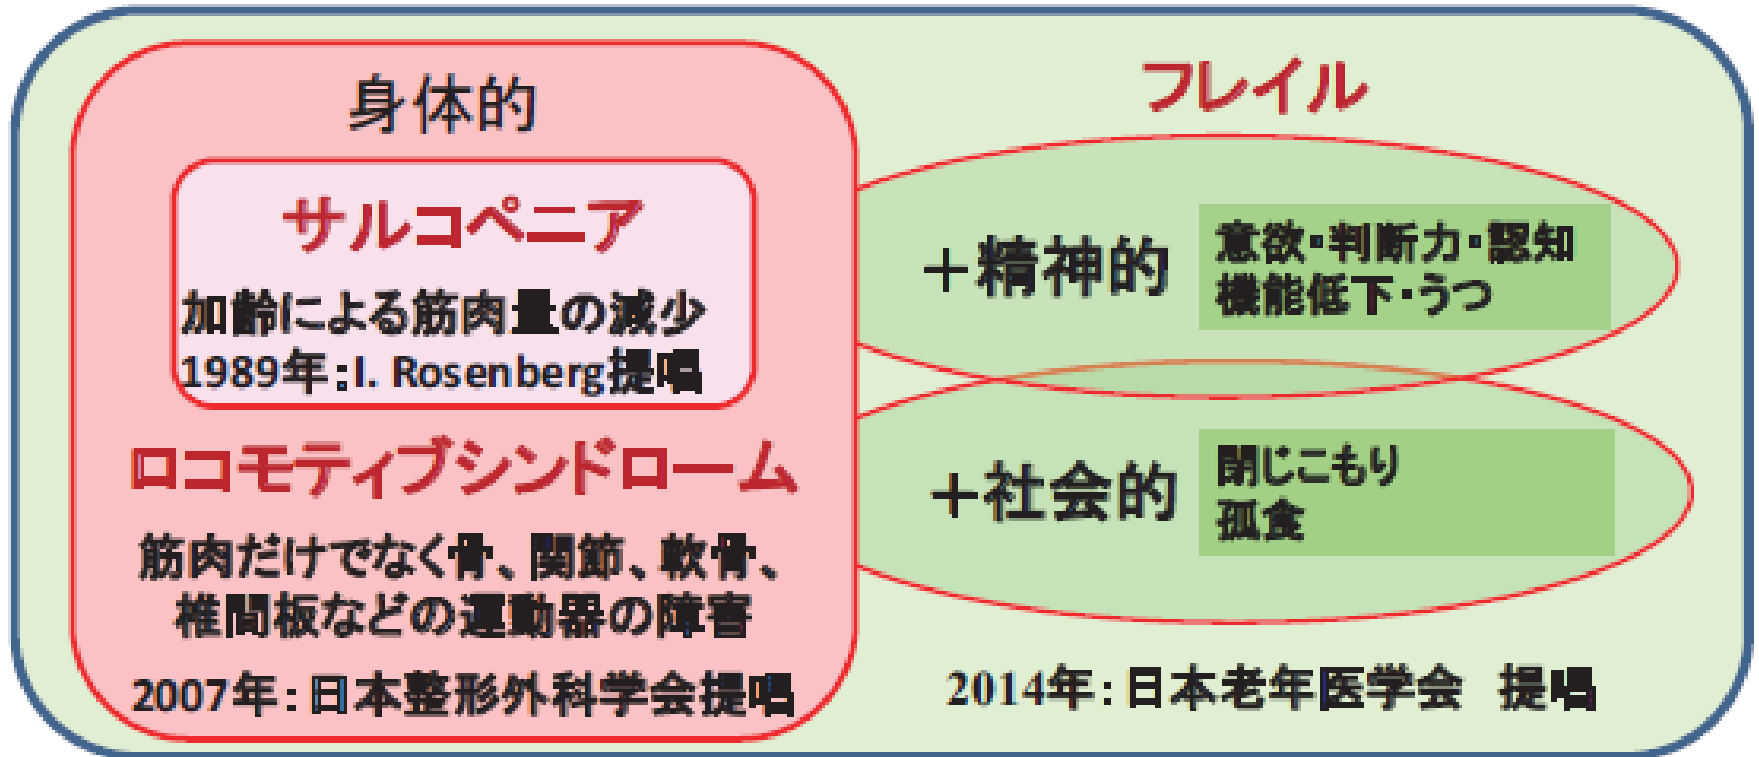 身体的
サルコペニア
加齢による筋肉量の減少
1989年：I. Rosenberg提唱
ロコモティブシンドローム
筋肉だけでなく骨、関節、軟骨、
椎間板などの運動器の障害
2007年：日本整形外科学会提唱
フレイル
＋精神的
意欲・判断力・認知
機能低下・うつ
＋社会的
閉じこもり
孤食
2014年：日本老年医学会　提唱